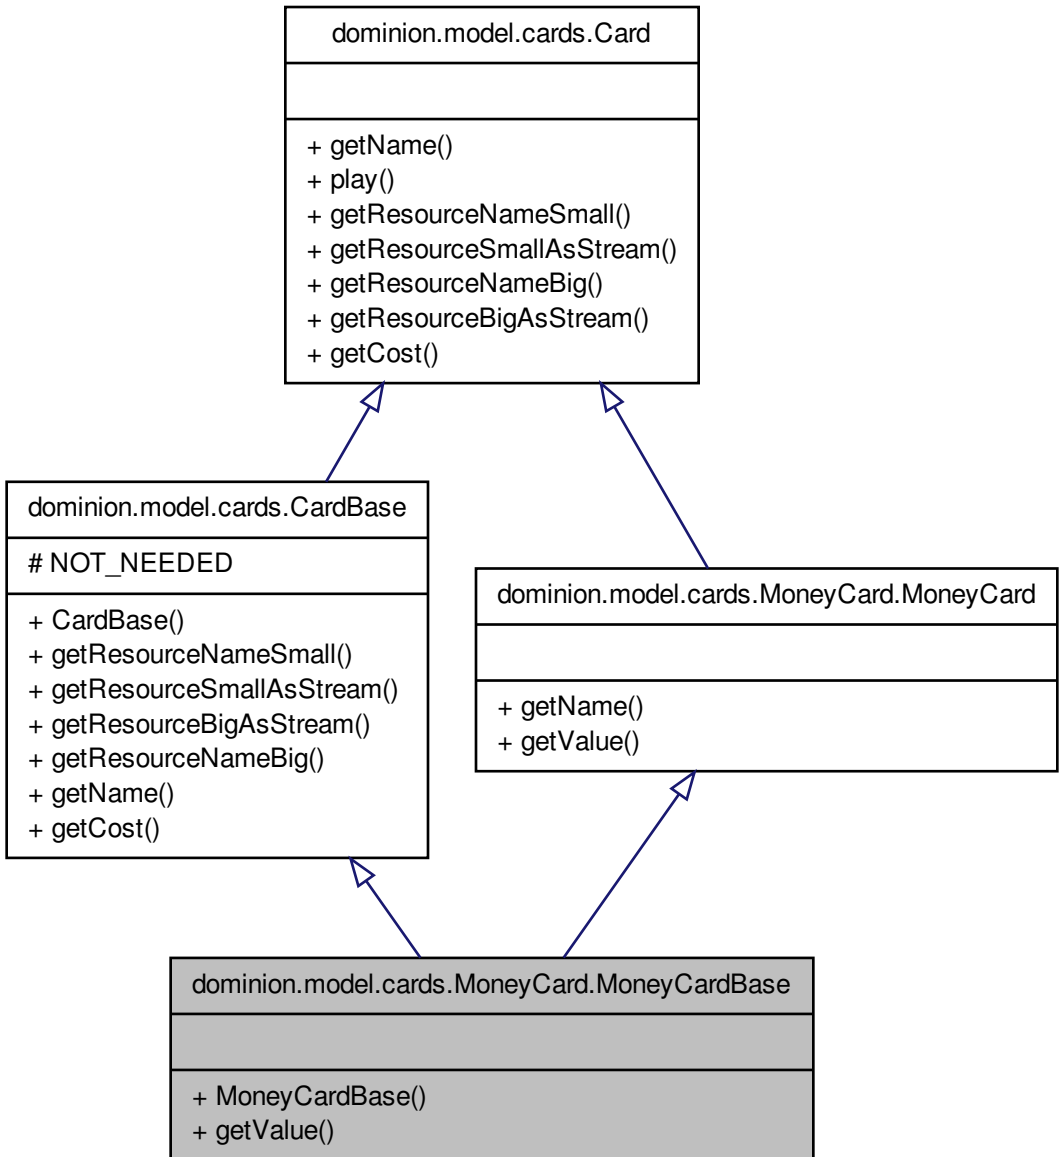 dominion.model.cards.Card
+ getName()
+ play()
+ getResourceNameSmall()
+ getResourceSmallAsStream()
+ getResourceNameBig()
+ getResourceBigAsStream()
+ getCost()
dominion.model.cards.CardBase
# NOT_NEEDED
+ CardBase()
+ getResourceNameSmall()
+ getResourceSmallAsStream()
+ getResourceBigAsStream()
+ getResourceNameBig()
+ getName()
+ getCost()
dominion.model.cards.MoneyCard.MoneyCard
+ getName()
+ getValue()
dominion.model.cards.MoneyCard.MoneyCardBase
+ MoneyCardBase()
+ getValue()